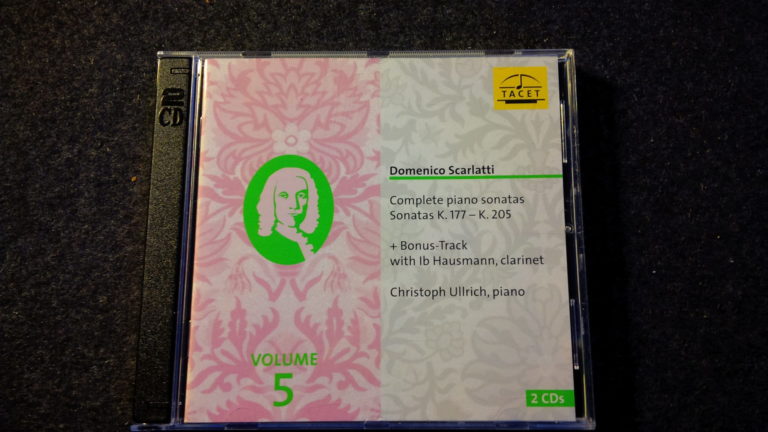 2
CD
TACET
Domenico Scarlatti
Complete piano sonatas
Sonatas K. 177 – K. 205
+ Bonus-Track
with Ib Hausmann, clarinet
Christoph Ullrich, piano
VOLUME
5
2 CDs